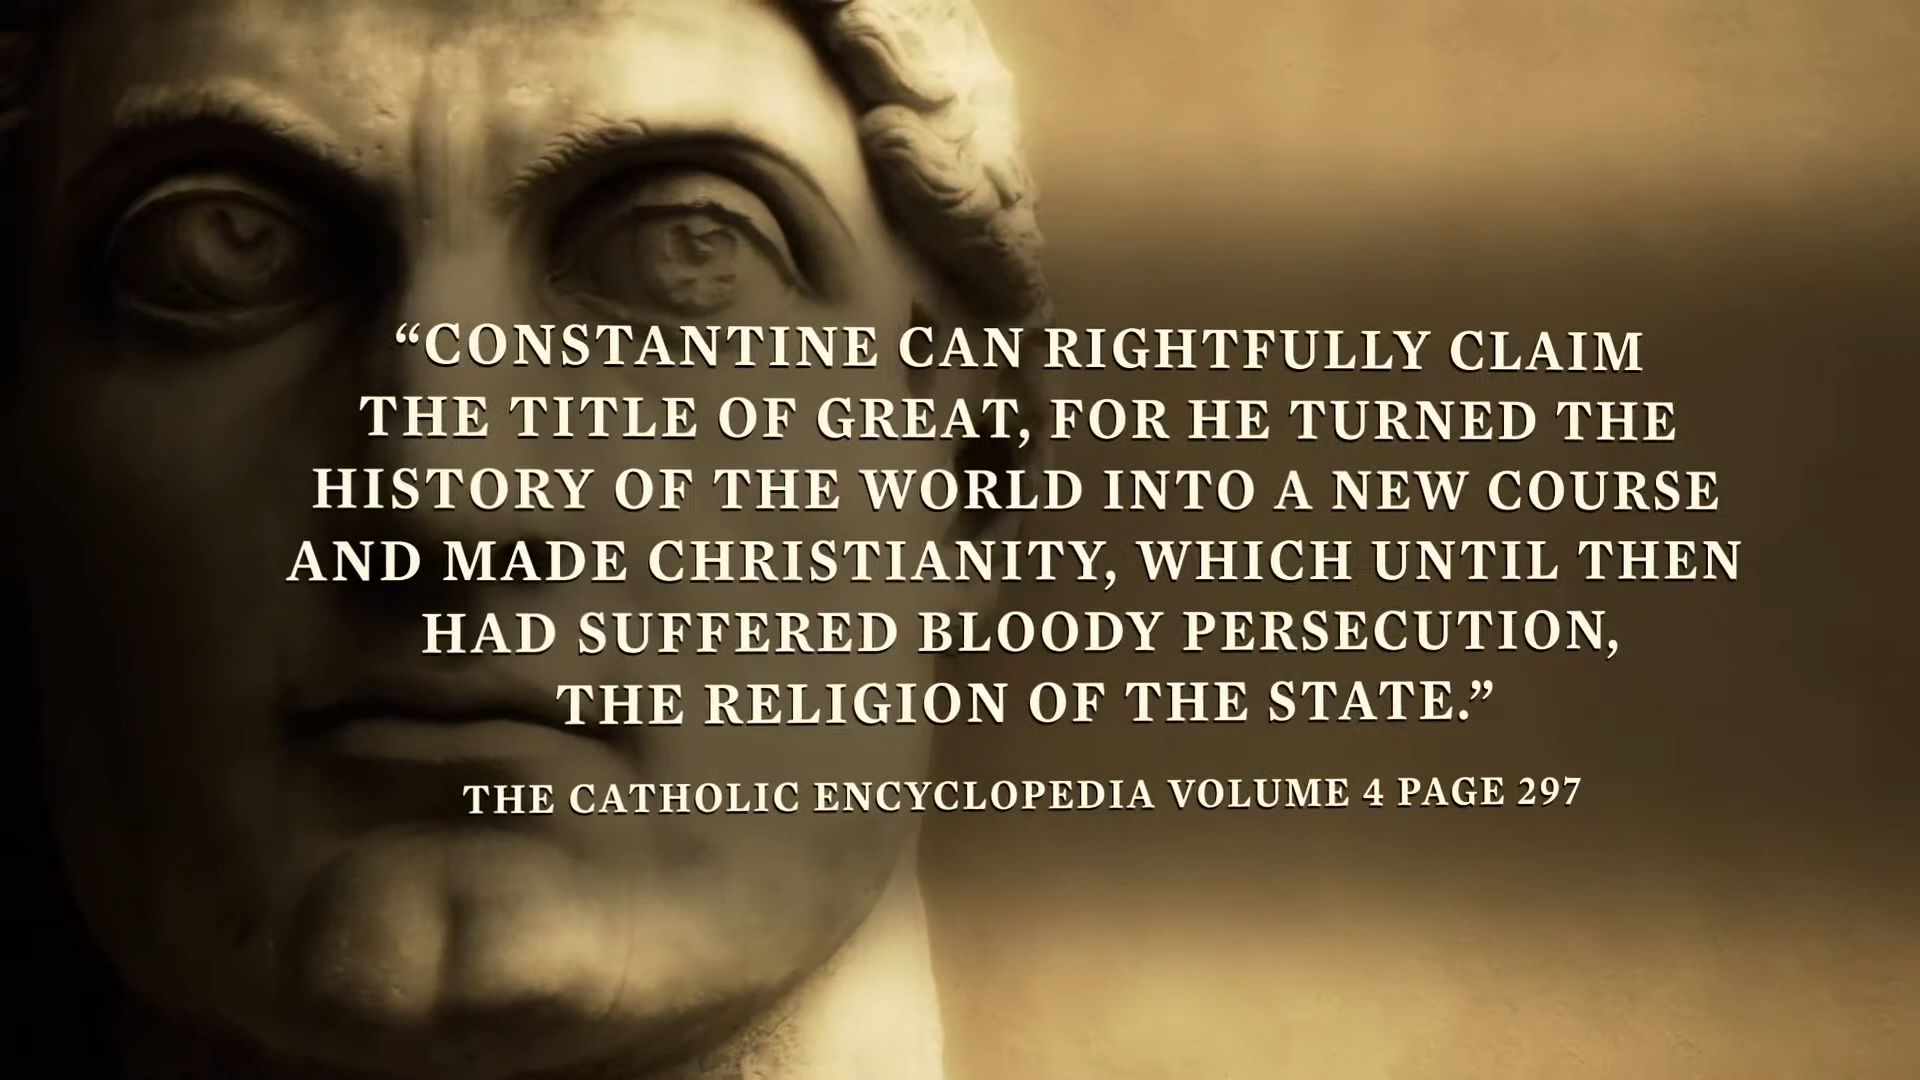 “CONSTANTINE CAN RIGHTFULLY CLAIM
THE TITLE OF GREAT, FOR HE TURNED THE
HISTORY OF THE WORLD INTO A NEW COURSE
AND MADE CHRISTIANITY, WHICH UNTIL THEN
HAD SUFFERED BLOODY PERSECUTION,
THE RELIGION OF THE STATE.”
THE CATHOLIC ENCYCLOPEDIA VOLUME 4 PAGE 297